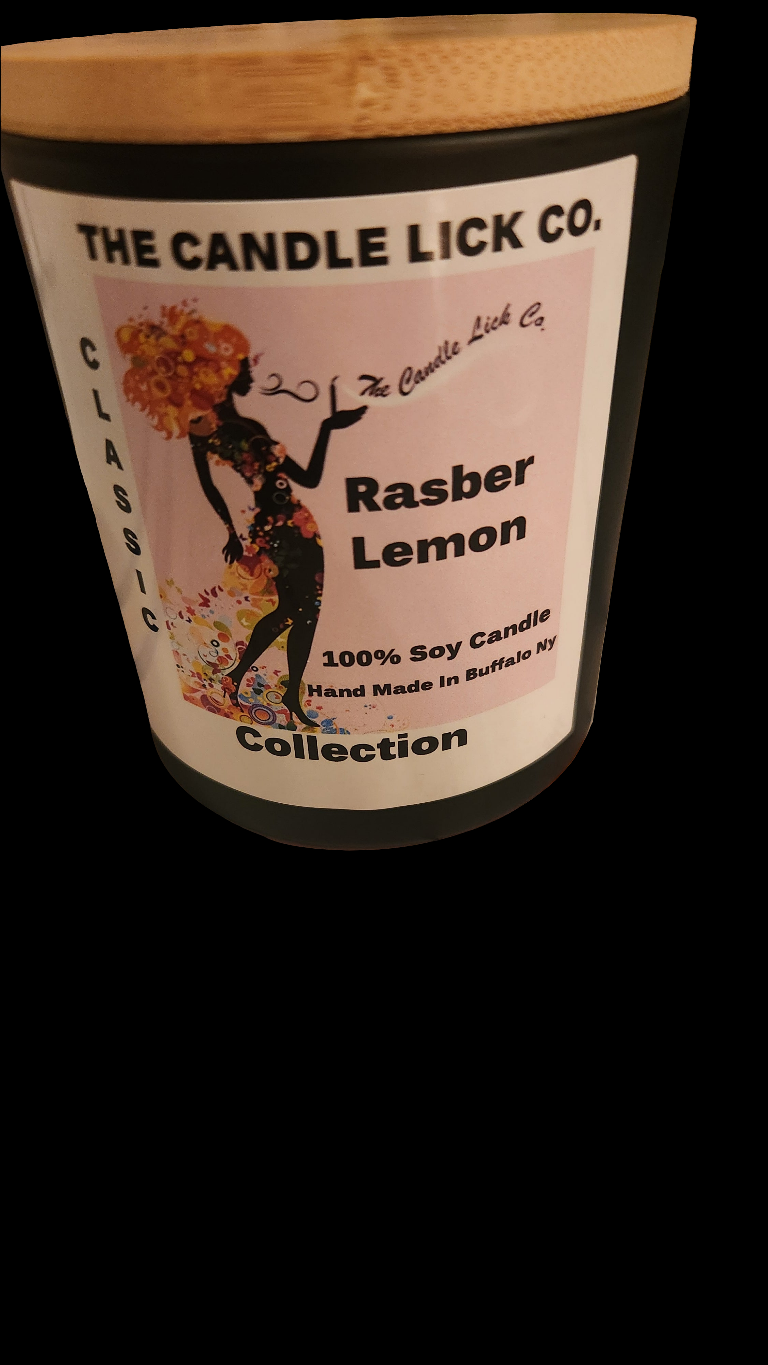 THE CANDLE LICK CO.
The Candle Lick Co.
CLASSIC
Rasber
Lemon
100% Soy Candle
Hand Made In Buffalo Ny
Collection